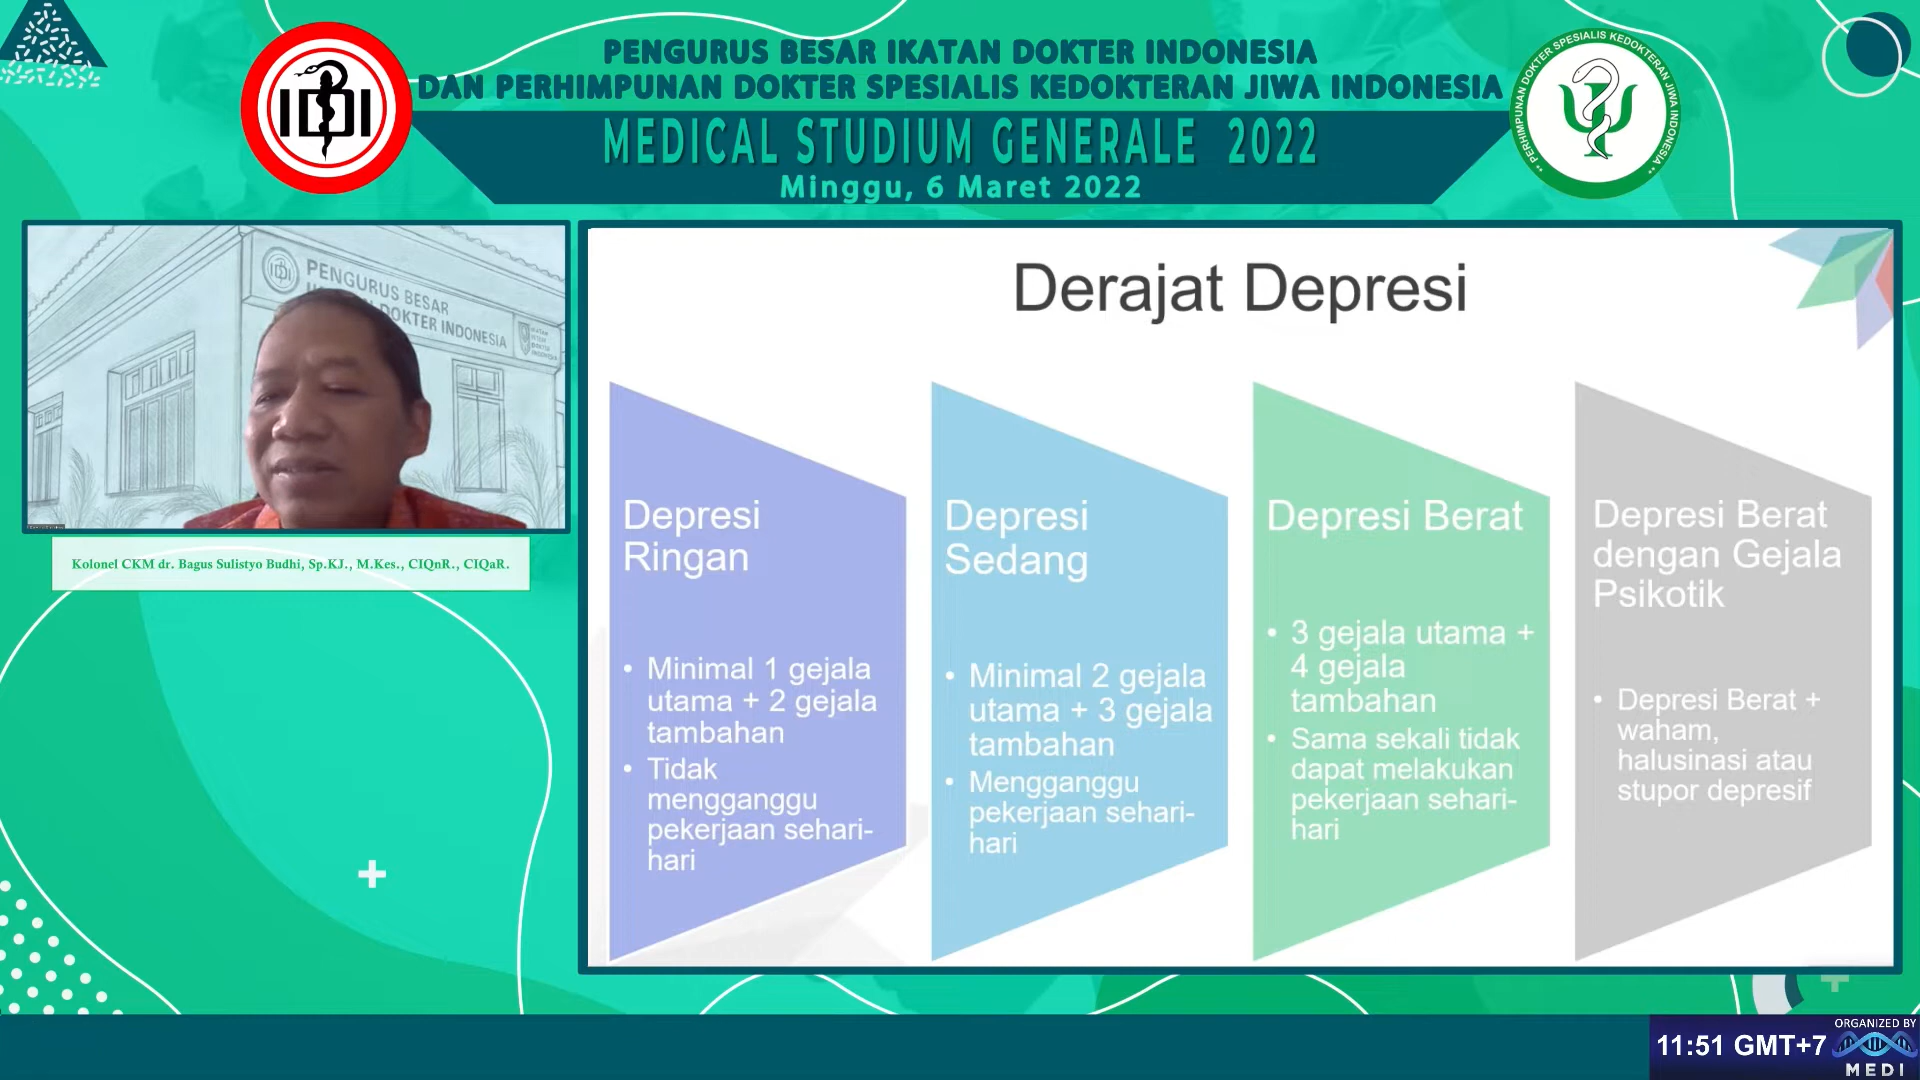 PENGURUS BESAR IKATAN DOKTER INDONESIA
DAN PERHIMPUNAN DOKTER SPESIALIS KEDOKTERAN JIWA INDONESIA
MEDICAL STUDIUM GENERALE 2022
Minggu, 6 Maret 2022
IDI
PERHIMPUNAN DOKTER SPESIALIS KEDOKTERAN JIWA INDONESIA
PENGURUS BESAR
DOKTER INDONESIA
Kolonel CKM dr. Bagus Sulistyo Budhi, Sp.KJ., M.Kes., CIQnR., CIQaR.
Derajat Depresi
Depresi
Ringan
• Minimal 1 gejala
utama + 2 gejala
tambahan
• Tidak
mengganggu
pekerjaan sehari-
hari
Depresi
Sedang
• Minimal 2 gejala
utama + 3 gejala
tambahan
• Mengganggu
pekerjaan sehari-
hari
Depresi Berat
• 3 gejala utama +
4 gejala
tambahan
• Sama sekali tidak
dapat melakukan
pekerjaan sehari-
hari
Depresi Berat
dengan Gejala
Psikotik
• Depresi Berat +
waham,
halusinasi atau
stupor depresif
11:51 GMT+7
ORGANIZED BY
MEDI